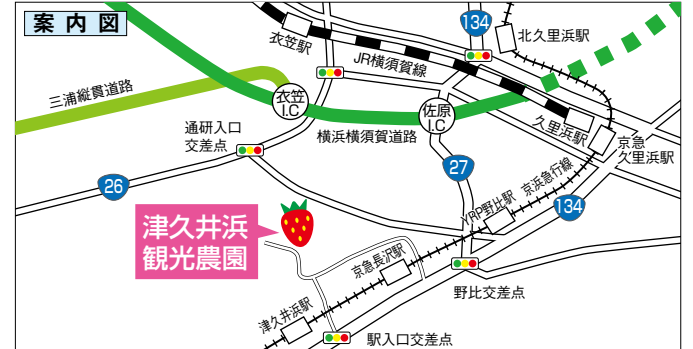 案内図
134
衣笠駅
北久里浜駅
JR横須賀線
三浦縦貫道路
衣笠
I.C
佐原
I.C
久里浜駅
通研入口
交差点
横浜横須賀道路
京急
久里浜駅
27
26
京浜急行線
YRP野比駅
134
津久井浜
観光農園
京急長沢駅
野比交差点
津久井浜駅
駅入口交差点